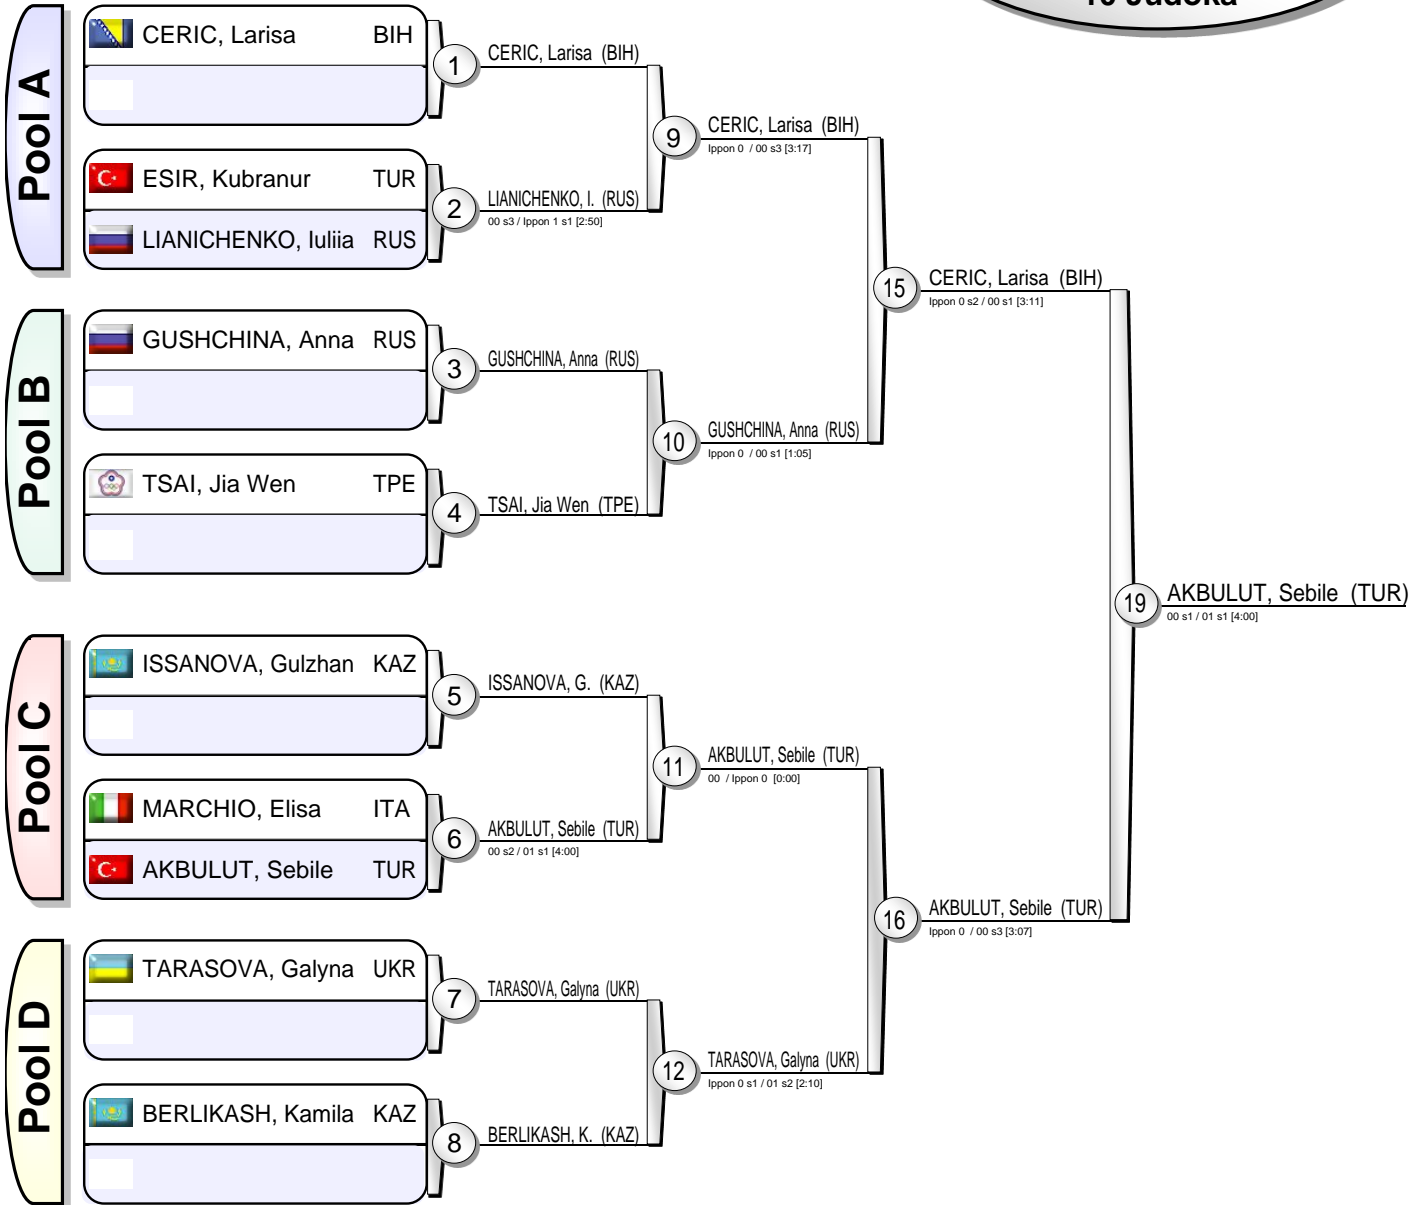 10 Judoka
Pool A
CERIC, Larisa BIH
1
CERIC, Larisa (BIH)
ESIR, Kubranur TUR
LIANICHENKO, Iuliia RUS
2
LIANICHENKO, I. (RUS)
00 s3 / Ippon 1 s1 [2:50]
9
CERIC, Larisa (BIH)
Ippon 0 / 00 s3 [3:17]
Pool B
GUSHCHINA, Anna RUS
3
GUSHCHINA, Anna (RUS)
TSAI, Jia Wen TPE
4
TSAI, Jia Wen (TPE)
10
GUSHCHINA, Anna (RUS)
Ippon 0 / 00 s1 [1:05]
15
CERIC, Larisa (BIH)
Ippon 0 s2 / 00 s1 [3:11]
Pool C
ISSANOVA, Gulzhan KAZ
5
ISSANOVA, G. (KAZ)
MARCHIO, Elisa ITA
AKBULUT, Sebile TUR
6
AKBULUT, Sebile (TUR)
00 s2 / 01 s1 [4:00]
11
AKBULUT, Sebile (TUR)
00 / Ippon 0 [0:00]
Pool D
TARASOVA, Galyna UKR
7
TARASOVA, Galyna (UKR)
BERLIKASH, Kamila KAZ
8
BERLIKASH, K. (KAZ)
12
TARASOVA, Galyna (UKR)
Ippon 0 s1 / 01 s2 [2:10]
16
AKBULUT, Sebile (TUR)
Ippon 0 / 00 s3 [3:07]
19
AKBULUT, Sebile (TUR)
00 s1 / 01 s1 [4:00]